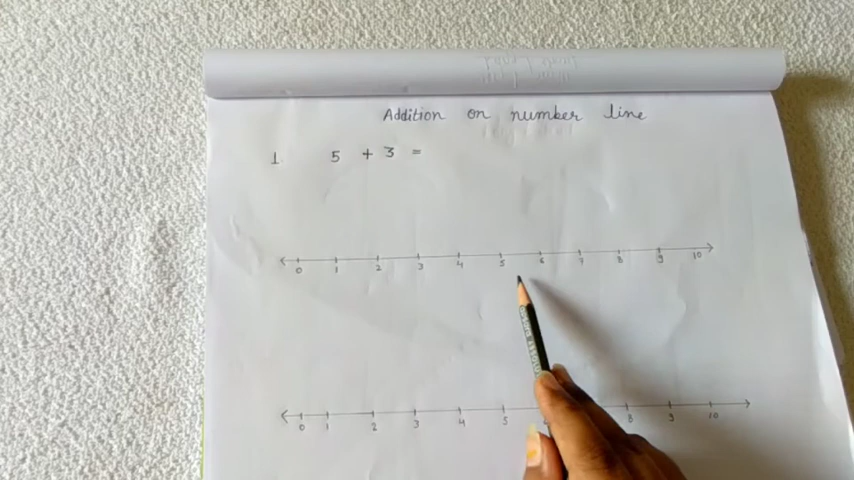 Addition on number line
1 5 + 3 =
0 1 2 3 4 5 6 7 8 9 10
0 1 2 3 4 5 8 9 10